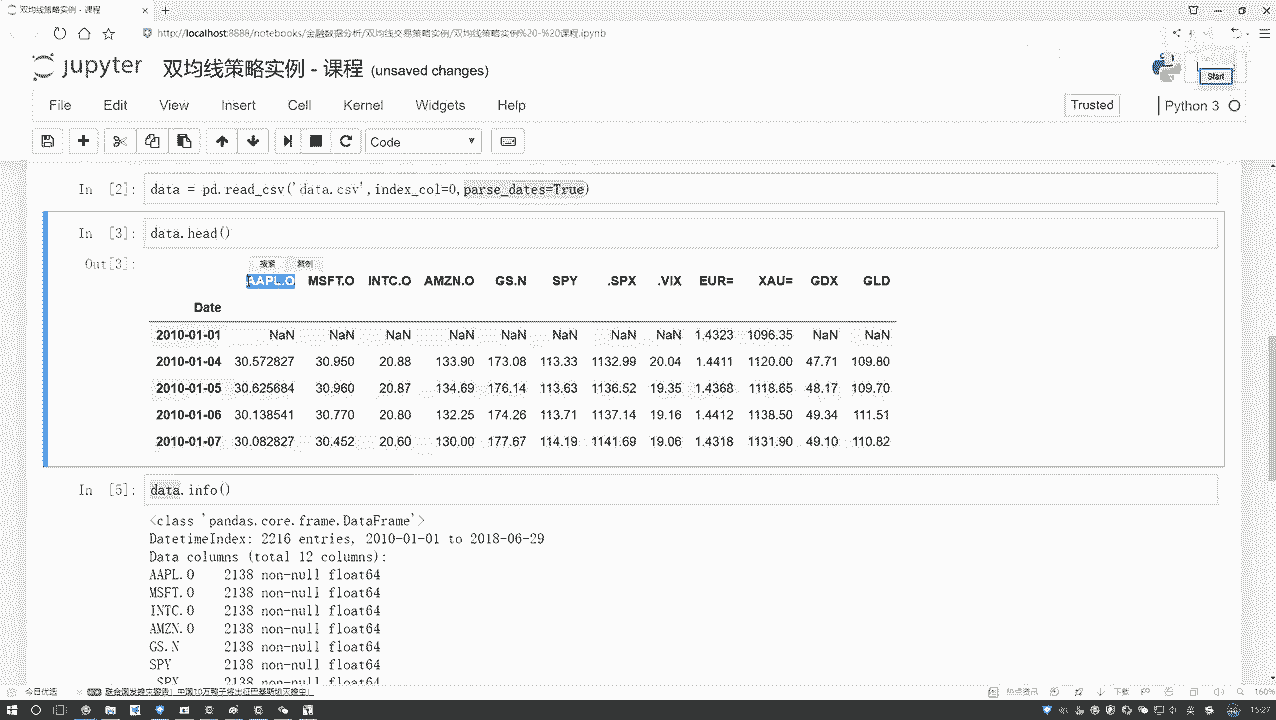 双均线策略实例 - 课程
http://localhost:8888/notebooks/金融数据分析/双均线交易策略实例/双均线策略实例%20-%20课程.ipynb
jupyter 双均线策略实例 - 课程 (unsaved changes)
Start
File Edit View Insert Cell Kernel Widgets Help
Trusted Python 3
Code
In [2]: data = pd.read_csv('data.csv',index_col=0,parse_dates=True)
In [3]: data.head()
Out[3]:
搜索 复制
AAPL.O MSFT.O INTC.O AMZN.O GS.N SPY .SPX .VIX EUR= XAU= GDX GLD
Date
2010-01-01 NaN NaN NaN NaN NaN NaN NaN NaN 1.4323 1096.35 NaN NaN
2010-01-04 30.572827 30.950 20.88 133.90 173.08 113.33 1132.99 20.04 1.4411 1120.00 47.71 109.80
2010-01-05 30.625684 30.960 20.87 134.69 176.14 113.63 1136.52 19.35 1.4368 1118.65 48.17 109.70
2010-01-06 30.138541 30.770 20.80 132.25 174.26 113.71 1137.14 19.16 1.4412 1138.50 49.34 111.51
2010-01-07 30.082827 30.452 20.60 130.00 177.67 114.19 1141.69 19.06 1.4318 1131.90 49.10 110.82
In [5]: data.info()
<class 'pandas.core.frame.DataFrame'>
DatetimeIndex: 2216 entries, 2010-01-01 to 2018-06-29
Data columns (total 12 columns):
AAPL.O 2138 non-null float64
MSFT.O 2138 non-null float64
INTC.O 2138 non-null float64
AMZN.O 2138 non-null float64
GS.N 2138 non-null float64
SPY 2138 non-null float64
.SPX 2138 non-null float64
今日优选
下载
160%
15:27